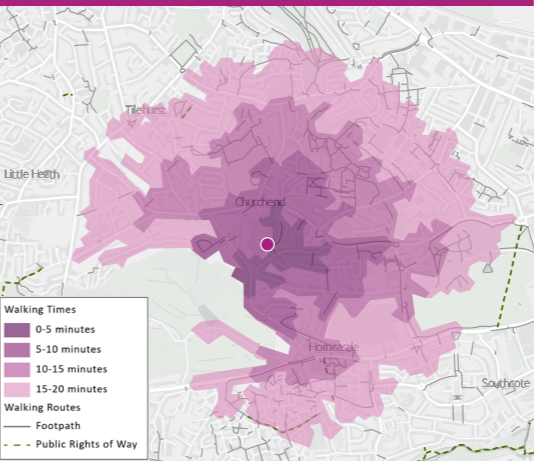 Tilehurst
Little Heath
Churchend
Walking Times
0-5 minutes
5-10 minutes
10-15 minutes
15-20 minutes
Walking Routes
Footpath
Public Rights of Way
Horncastle
Southcote